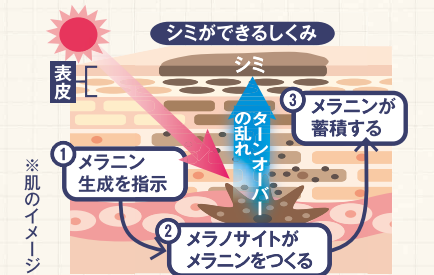 シミができるしくみ
シミ
表皮
ターンオーバー
の乱れ
① メラニン
生成を指示
② メラノサイトが
メラニンをつくる
③ メラニンが
蓄積する
※肌のイメージ